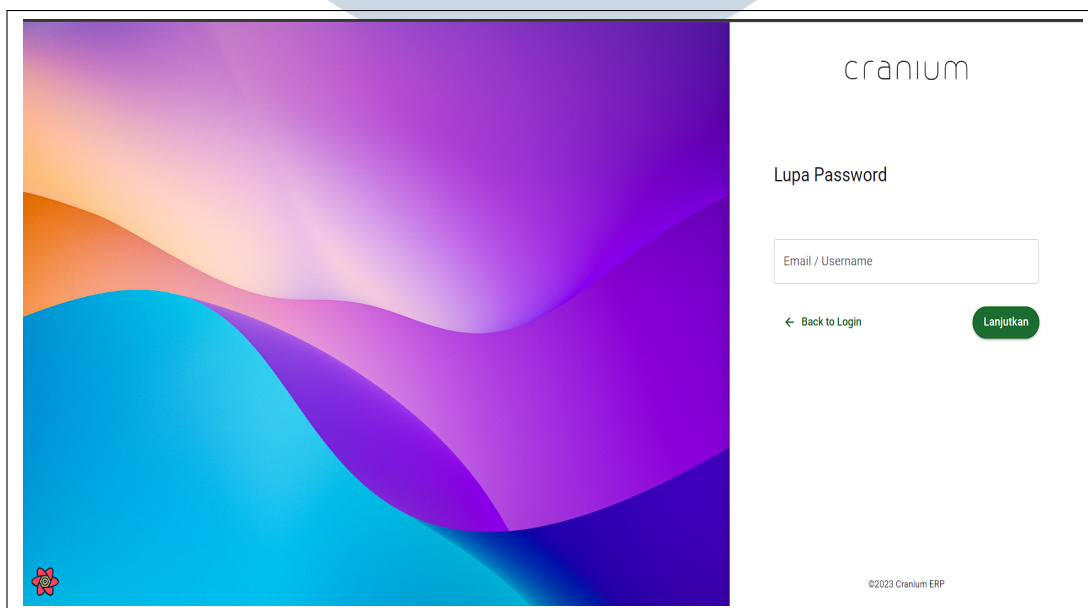 cranium
Lupa Password
Email / Username
← Back to Login
Lanjutkan
©2023 Cranium ERP